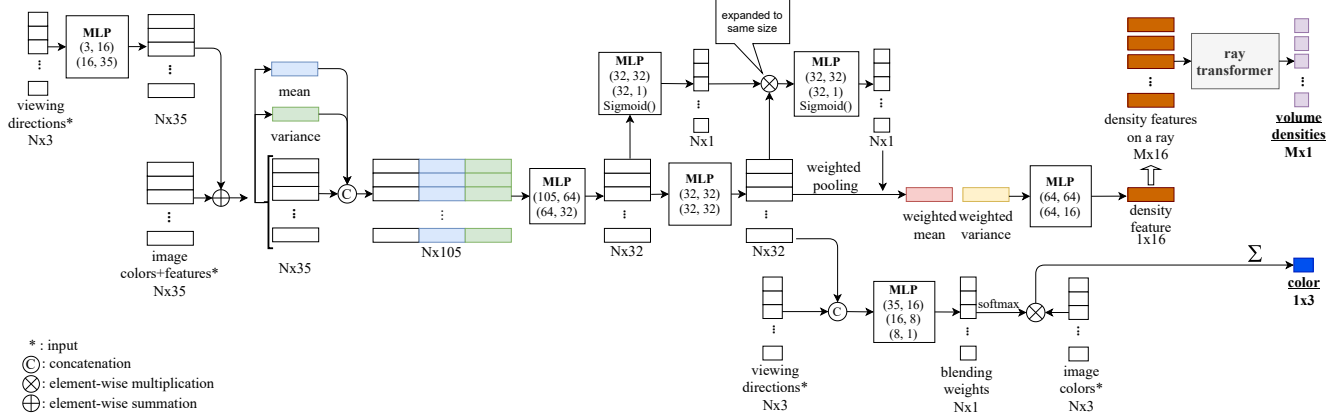 MLP
(3, 16)
(16, 35)
viewing
directions*
Nx3
Nx35
image
colors+features*
Nx35
mean
variance
Nx35
C
Nx105
MLP
(105, 64)
(64, 32)
MLP
(32, 32)
(32, 1)
Sigmoid()
Nx1
Nx32
MLP
(32, 32)
(32, 32)
expanded to
same size
MLP
(32, 32)
(32, 1)
Sigmoid()
Nx1
Nx32
weighted
pooling
weighted
mean
weighted
variance
MLP
(64, 64)
(64, 16)
density
feature
1x16
density features
on a ray
Mx16
ray
transformer
volume
densities
Mx1
viewing
directions*
Nx3
C
MLP
(35, 16)
(16, 8)
(8, 1)
softmax
blending
weights
Nx1
image
colors*
Nx3
Σ
color
1x3
* : input
C : concatenation
: element-wise multiplication
: element-wise summation